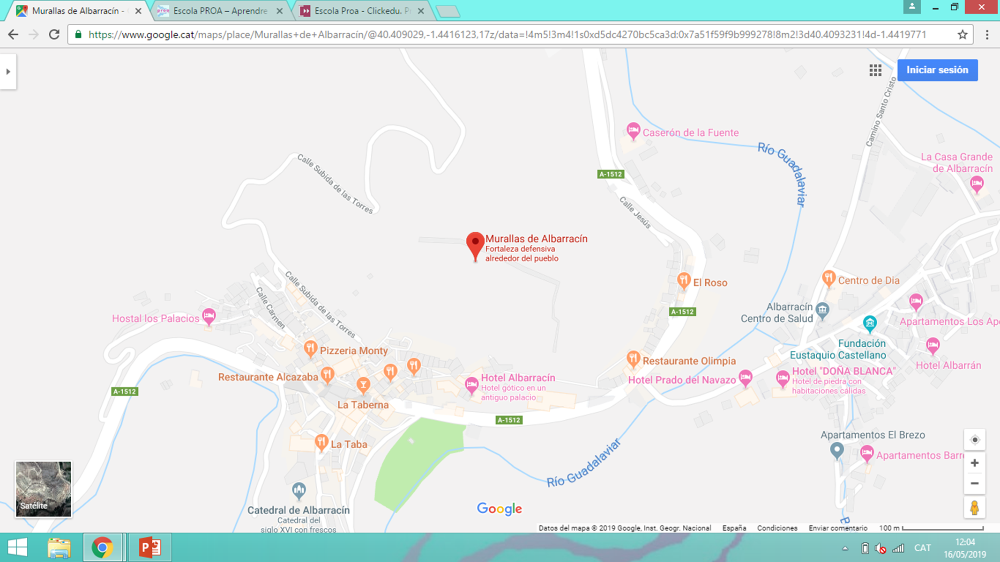 Murallas de Albarracín -
Escola PROA – Aprendre
Escola Proa - Clickedu.
https://www.google.cat/maps/place/Murallas+de+Albarracín/@40.409029,-1.4416123,17z/data=!4m5!3m4!1s0xd5dc4270bc5ca3d:0x7a51f59f9b999278!8m2!3d40.4093231!4d-1.4419771
Iniciar sesión
Camino Santo Cristo
Caserón de la Fuente
Río Guadalaviar
La Casa Grande
de Albarracín
Calle Subida de las Torres
A-1512
Calle Jesús
Murallas de Albarracín
Fortaleza defensiva
alrededor del pueblo
El Roso
Centro de Dia
Calle Subida de las Torres
Calle Carmen
A-1512
Albarracín
Centro de Salud
Hostal los Palacios
Apartamentos Los Apo
Fundación
Eustaquio Castellano
Pizzeria Monty
Restaurante Olimpia
Hotel Albarrán
Restaurante Alcazaba
Hotel Albarracín
Hotel gótico en un
antiguo palacio
Hotel Prado del Navazo
Hotel "DOÑA BLANCA"
Hotel de piedra con
habitaciones cálidas
A-1512
La Taberna
A-1512
La Taba
Apartamentos El Brezo
Apartamentos Barre
Río Guadalaviar
Satélite
Catedral de Albarracín
Catedral del
siglo XVI con frescos
Google
Datos del mapa © 2019 Google, Inst. Geogr. Nacional España Condiciones Enviar comentario 100 m
CAT
12:04
16/05/2019